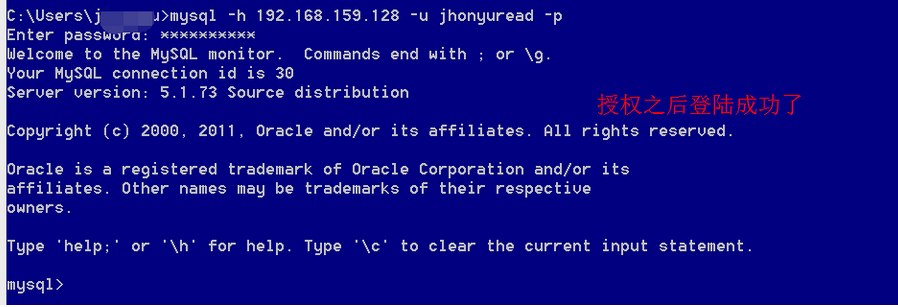 C:\Users\j u>mysql -h 192.168.159.128 -u jhonyuread -p
Enter password: **********
Welcome to the MySQL monitor.  Commands end with ; or \g.
Your MySQL connection id is 30
Server version: 5.1.73 Source distribution
授权之后登陆成功了
Copyright (c) 2000, 2011, Oracle and/or its affiliates. All rights reserved.
Oracle is a registered trademark of Oracle Corporation and/or its
affiliates. Other names may be trademarks of their respective
owners.
Type 'help;' or '\h' for help. Type '\c' to clear the current input statement.
mysql>